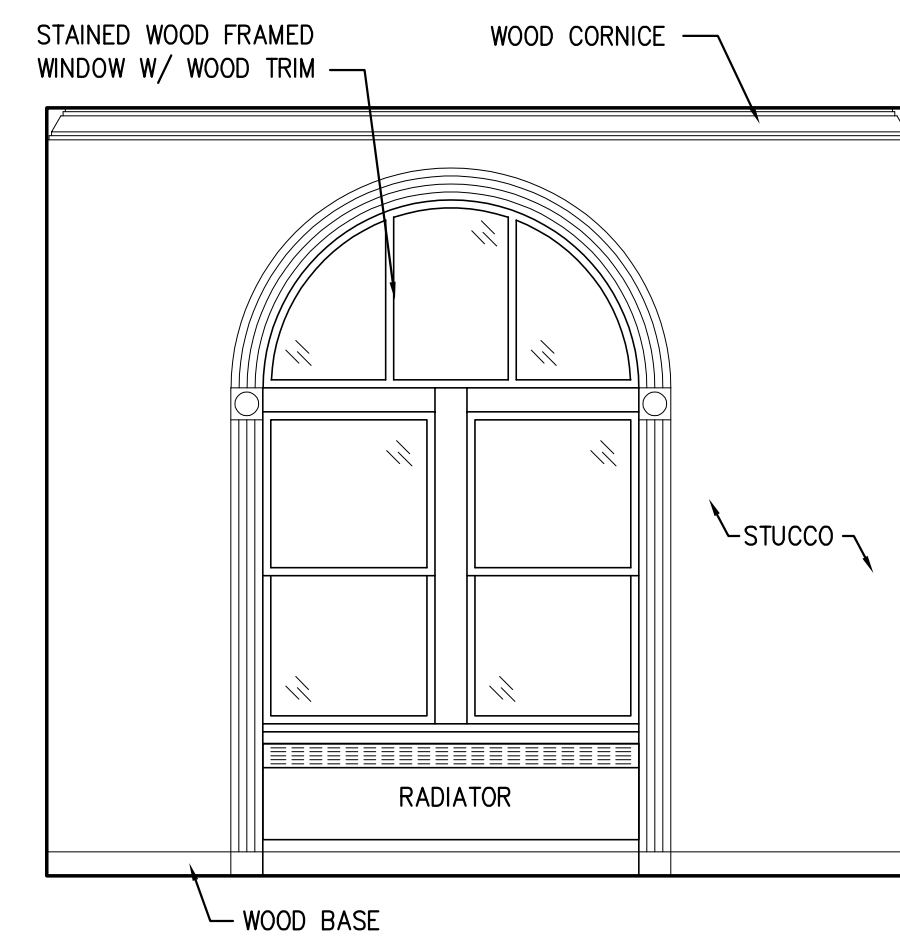 STAINED WOOD FRAMED
WINDOW W/ WOOD TRIM
WOOD CORNICE
STUCCO
RADIATOR
WOOD BASE